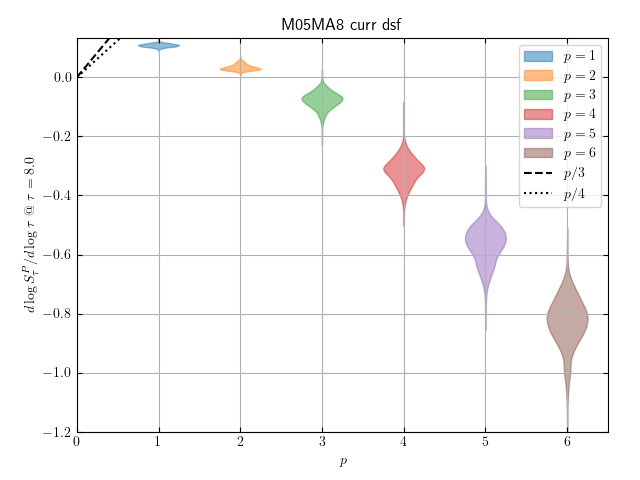 M05MA8 curr dsf
d log S_τ^P / d log τ @ τ = 8.0
0.0
−0.2
−0.4
−0.6
−0.8
−1.0
−1.2
p = 1
p = 2
p = 3
p = 4
p = 5
p = 6
p/3
p/4
0 1 2 3 4 5 6
p